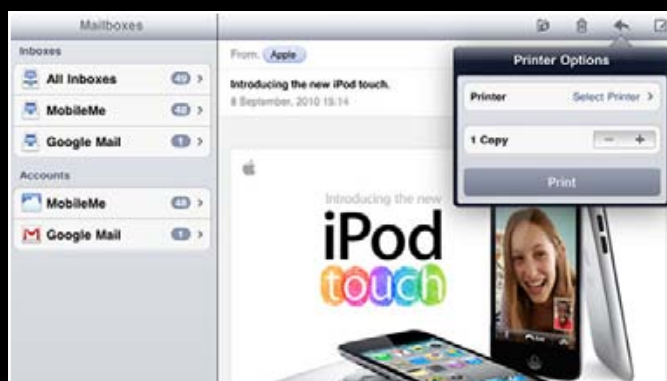 Mailboxes
Inboxes
All Inboxes 49 >
MobileMe 48 >
Google Mail 1 >
Accounts
MobileMe 48 >
Google Mail 1 >
From: Apple
Introducing the new iPod touch.
8 September, 2010 18:14
Printer Options
Printer Select Printer >
1 Copy - +
Print
Introducing the new
iPod
touch